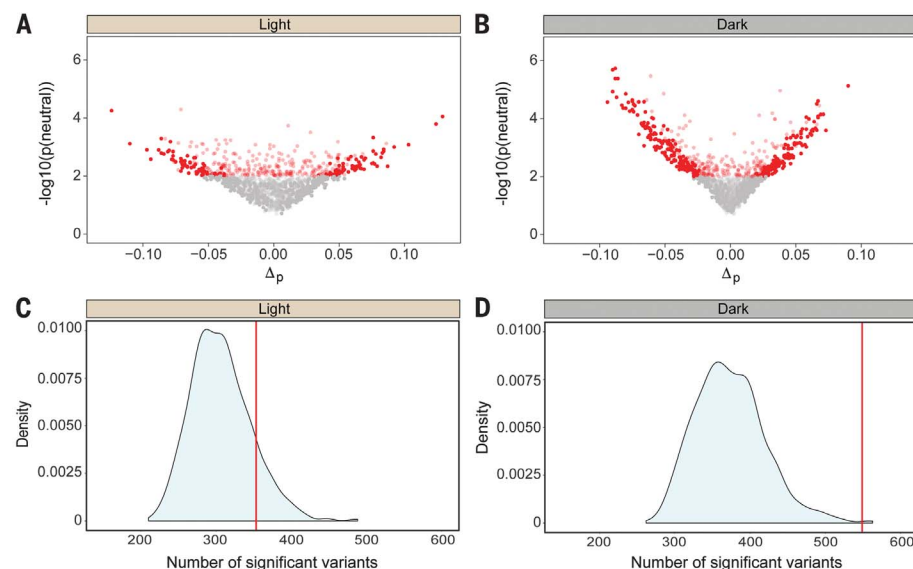 A
Light
6
4
2
0
-log10(p(neutral))
−0.10
−0.05
0.00
0.05
0.10
Δp
B
Dark
6
4
2
0
-log10(p(neutral))
−0.10
−0.05
0.00
0.05
0.10
Δp
C
Light
0.0100
0.0075
0.0050
0.0025
0
Density
200
300
400
500
600
Number of significant variants
D
Dark
0.0100
0.0075
0.0050
0.0025
0
Density
200
300
400
500
600
Number of significant variants